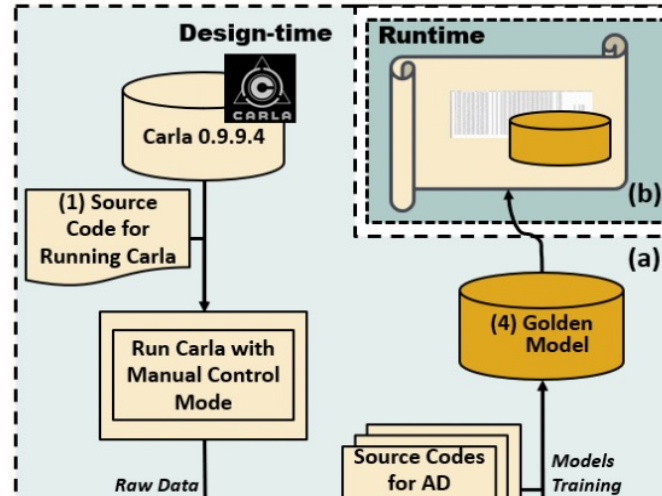 Design-time
Runtime
CARLA
Carla 0.9.9.4
(1) Source
Code for
Running Carla
(b)
(a)
(4) Golden
Model
Run Carla with
Manual Control
Mode
Source Codes
for AD
Models
Training
Raw Data